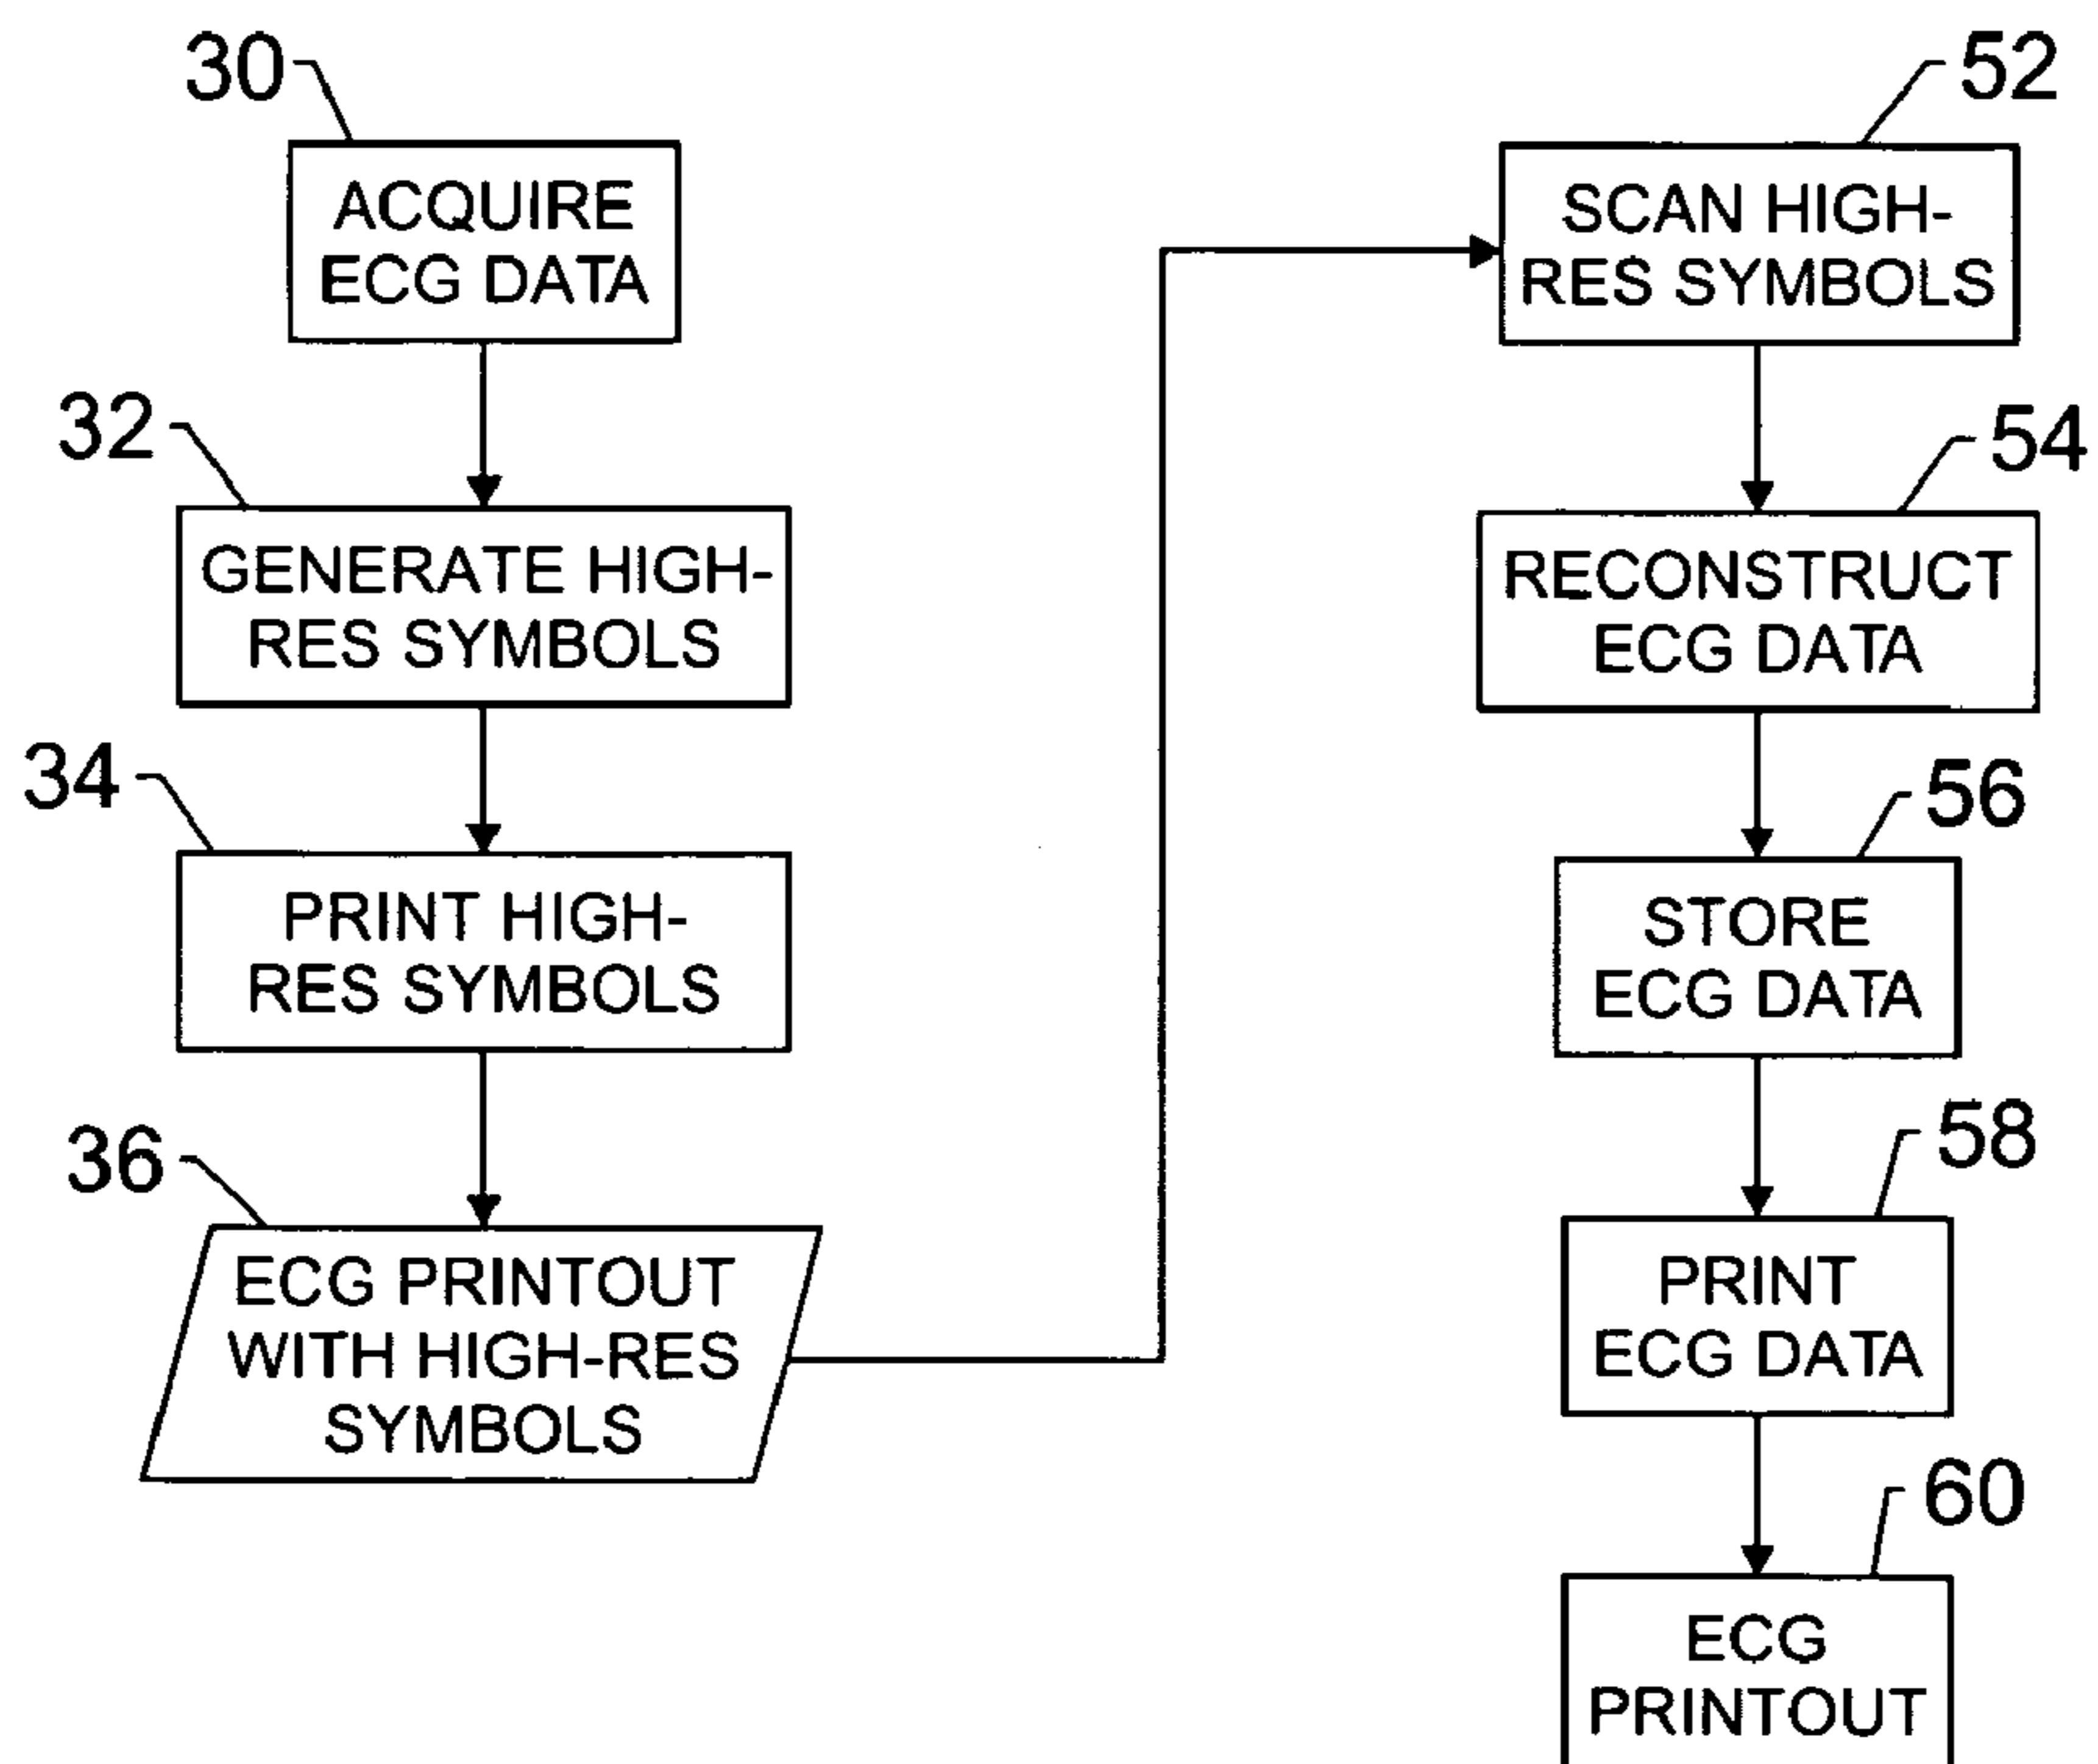 30
ACQUIRE
ECG DATA
32
GENERATE HIGH-
RES SYMBOLS
34
PRINT HIGH-
RES SYMBOLS
36
ECG PRINTOUT
WITH HIGH-RES
SYMBOLS
52
SCAN HIGH-
RES SYMBOLS
54
RECONSTRUCT
ECG DATA
56
STORE
ECG DATA
58
PRINT
ECG DATA
60
ECG
PRINTOUT